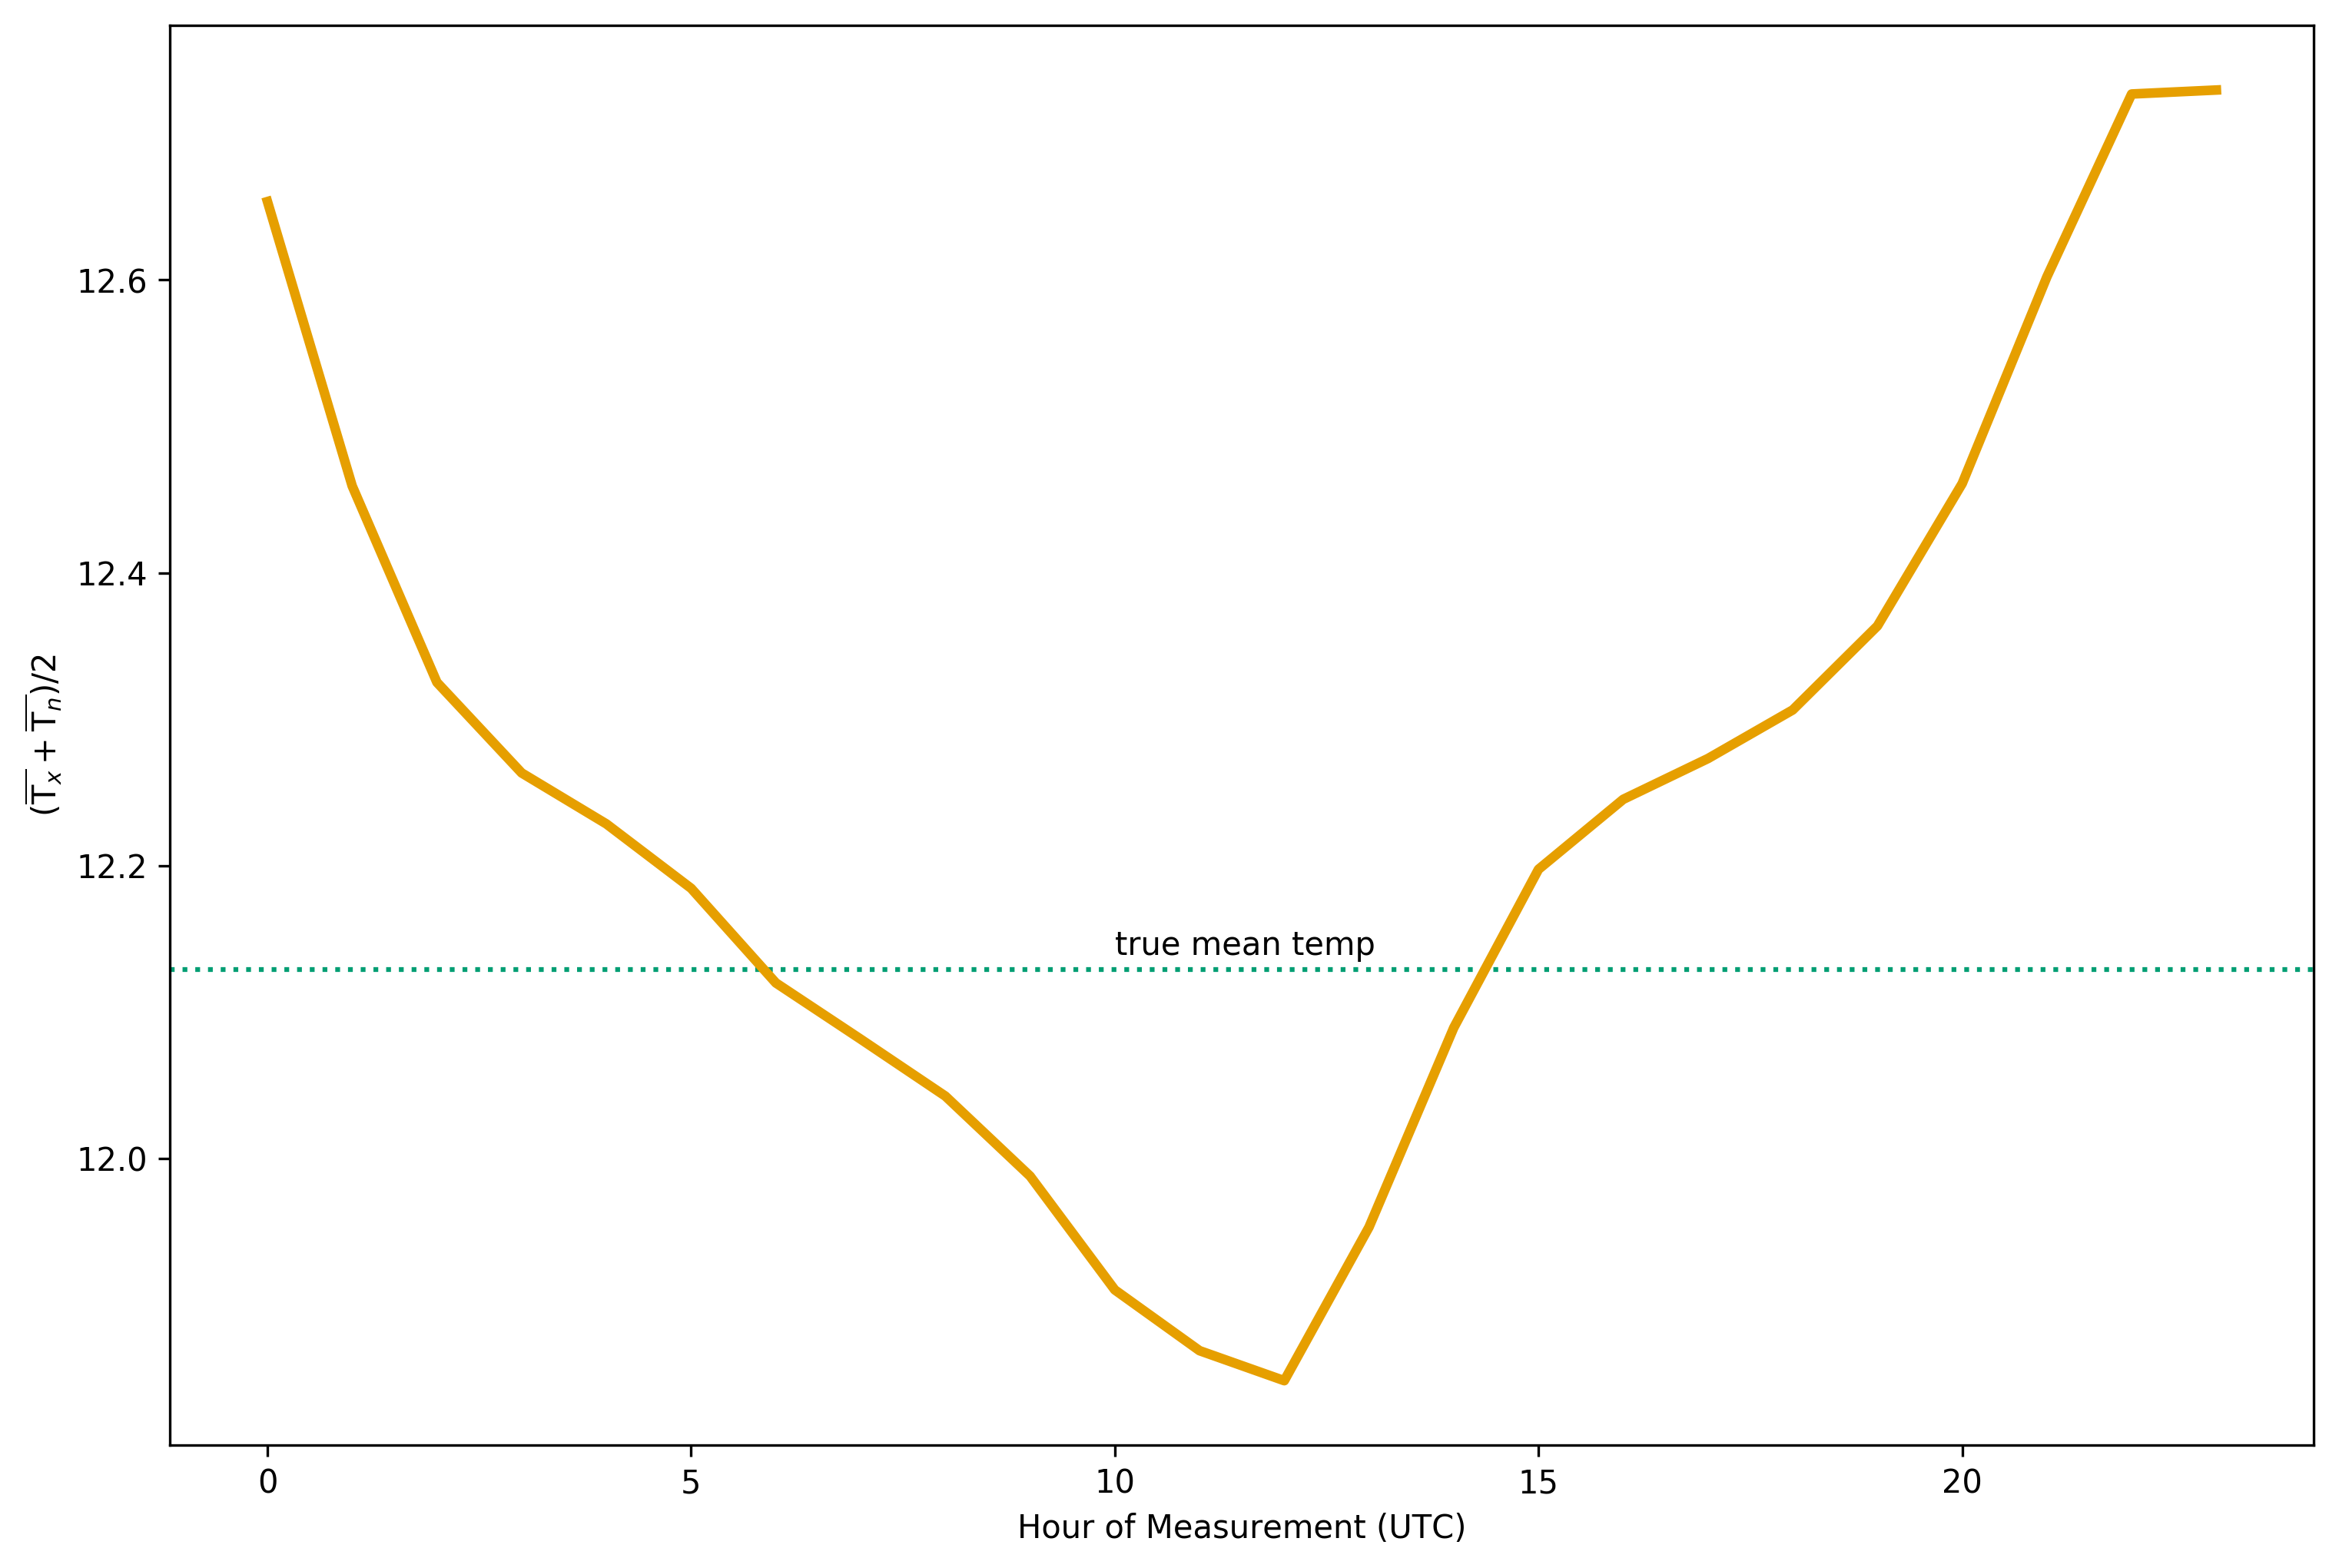 12.6
12.4
12.2
12.0
(T̅ₓ + T̅ₙ)/2
true mean temp
0 5 10 15 20
Hour of Measurement (UTC)